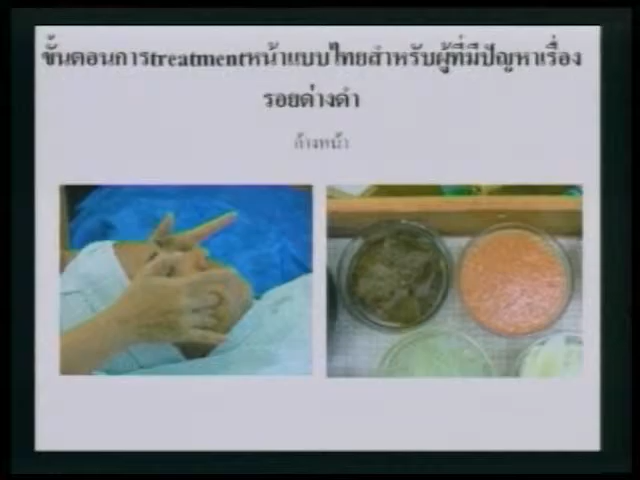 ขั้นตอนการtreatmentหน้าแบบไทยสำหรับผู้ที่มีปัญหาเรื่อง
รอยด่างดำ
ล้างหน้า